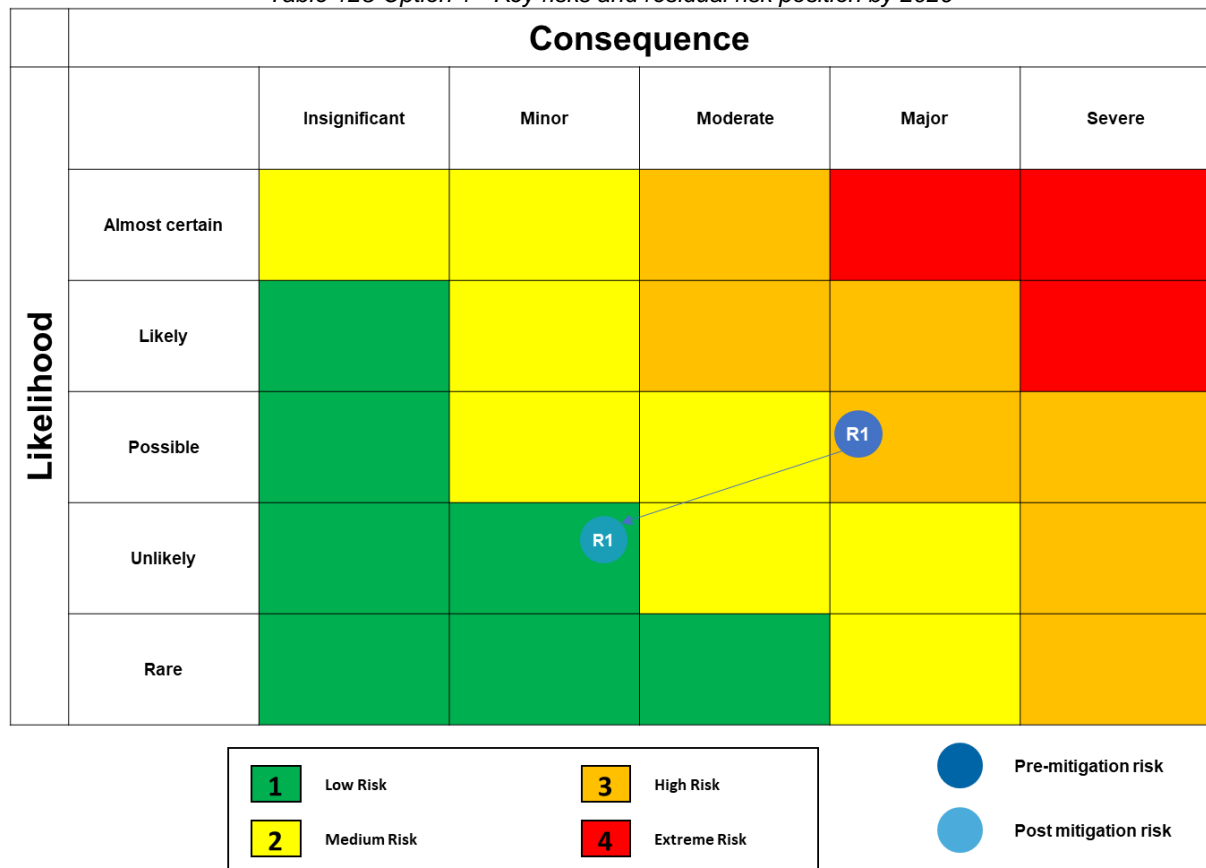 Consequence
Insignificant Minor Moderate Major Severe
Likelihood
Almost certain
Likely
Possible R1
Unlikely R1
Rare
1 Low Risk 3 High Risk Pre-mitigation risk
2 Medium Risk 4 Extreme Risk Post mitigation risk